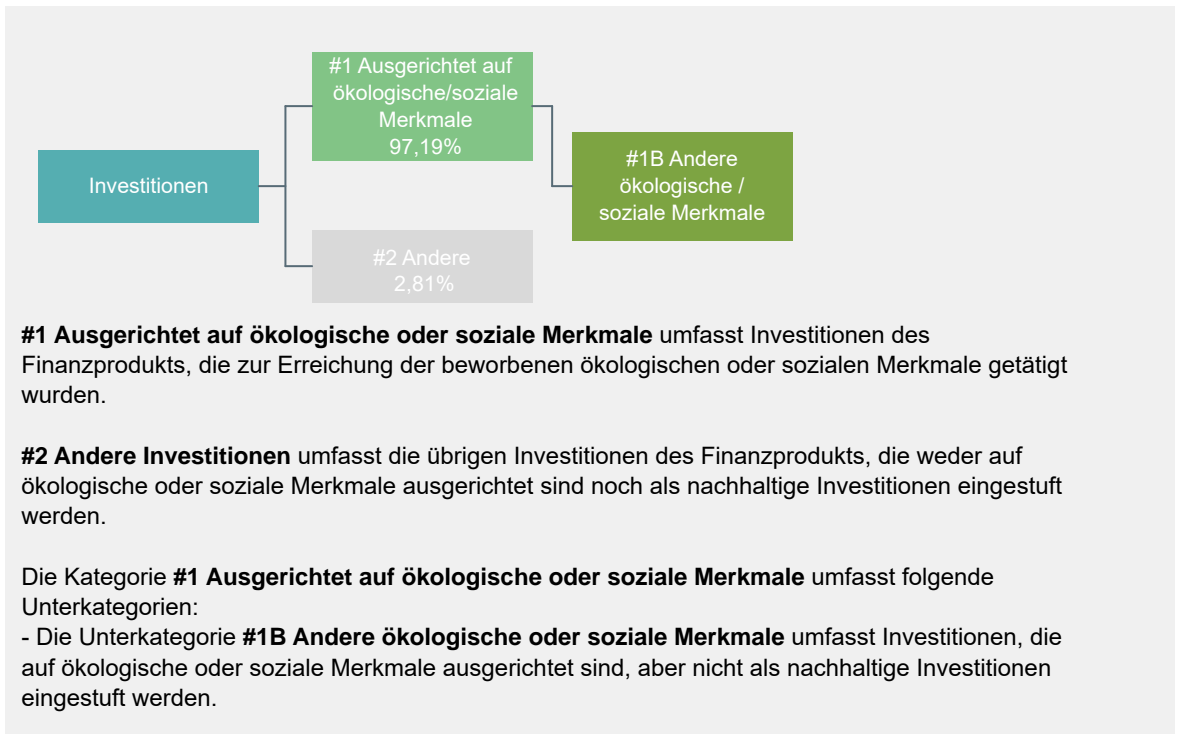 #1 Ausgerichtet auf
ökologische/soziale
Merkmale
97,19%
Investitionen
#1B Andere
ökologische /
soziale Merkmale
#2 Andere
2,81%
#1 Ausgerichtet auf ökologische oder soziale Merkmale umfasst Investitionen des
Finanzprodukts, die zur Erreichung der beworbenen ökologischen oder sozialen Merkmale getätigt
wurden.
#2 Andere Investitionen umfasst die übrigen Investitionen des Finanzprodukts, die weder auf
ökologische oder soziale Merkmale ausgerichtet sind noch als nachhaltige Investitionen eingestuft
werden.
Die Kategorie #1 Ausgerichtet auf ökologische oder soziale Merkmale umfasst folgende
Unterkategorien:
- Die Unterkategorie #1B Andere ökologische oder soziale Merkmale umfasst Investitionen, die
auf ökologische oder soziale Merkmale ausgerichtet sind, aber nicht als nachhaltige Investitionen
eingestuft werden.